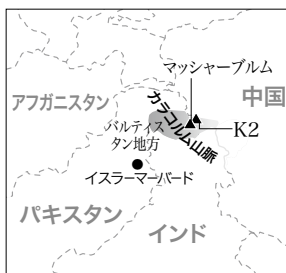 マッシャーブルム
アフガニスタン
中国
カラコルム山脈
K2
バルティス
タン地方
イスラーマーバード
パキスタン
インド